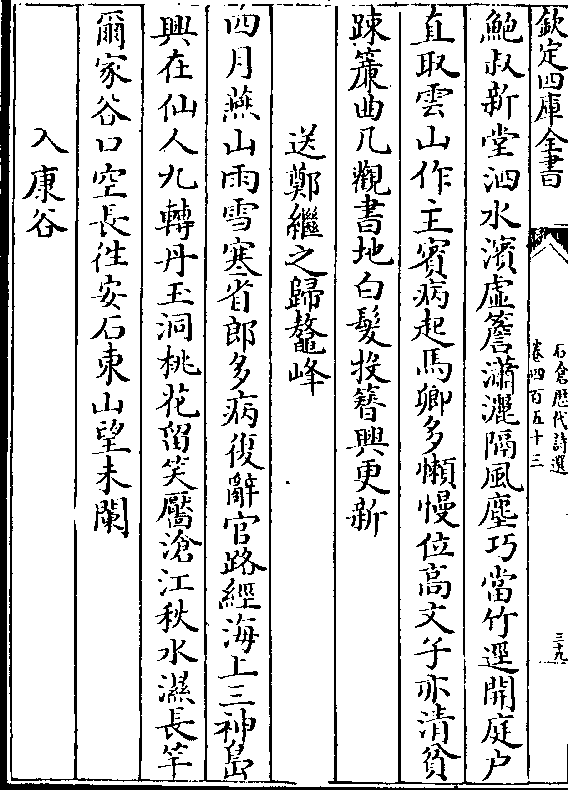 欽定四庫全書
石倉歷代詩選
卷四百五十三
三九
鮑叔新堂泗水濱虛簷瀟灑隔風塵巧當竹逕開庭户
直取雲山作主賓病起馬卿多懶慢位高文子亦清貧
踈簾曲几觀書地白髮投簪興更新
送鄭繼之歸鰲峰
四月燕山雨雪寒省郎多病復辭官路經海上三神島
興在仙人九轉丹玉洞桃花留笑靨滄江秋水濕長竿
爾家谷口空長往安石東山望未闌
入康谷